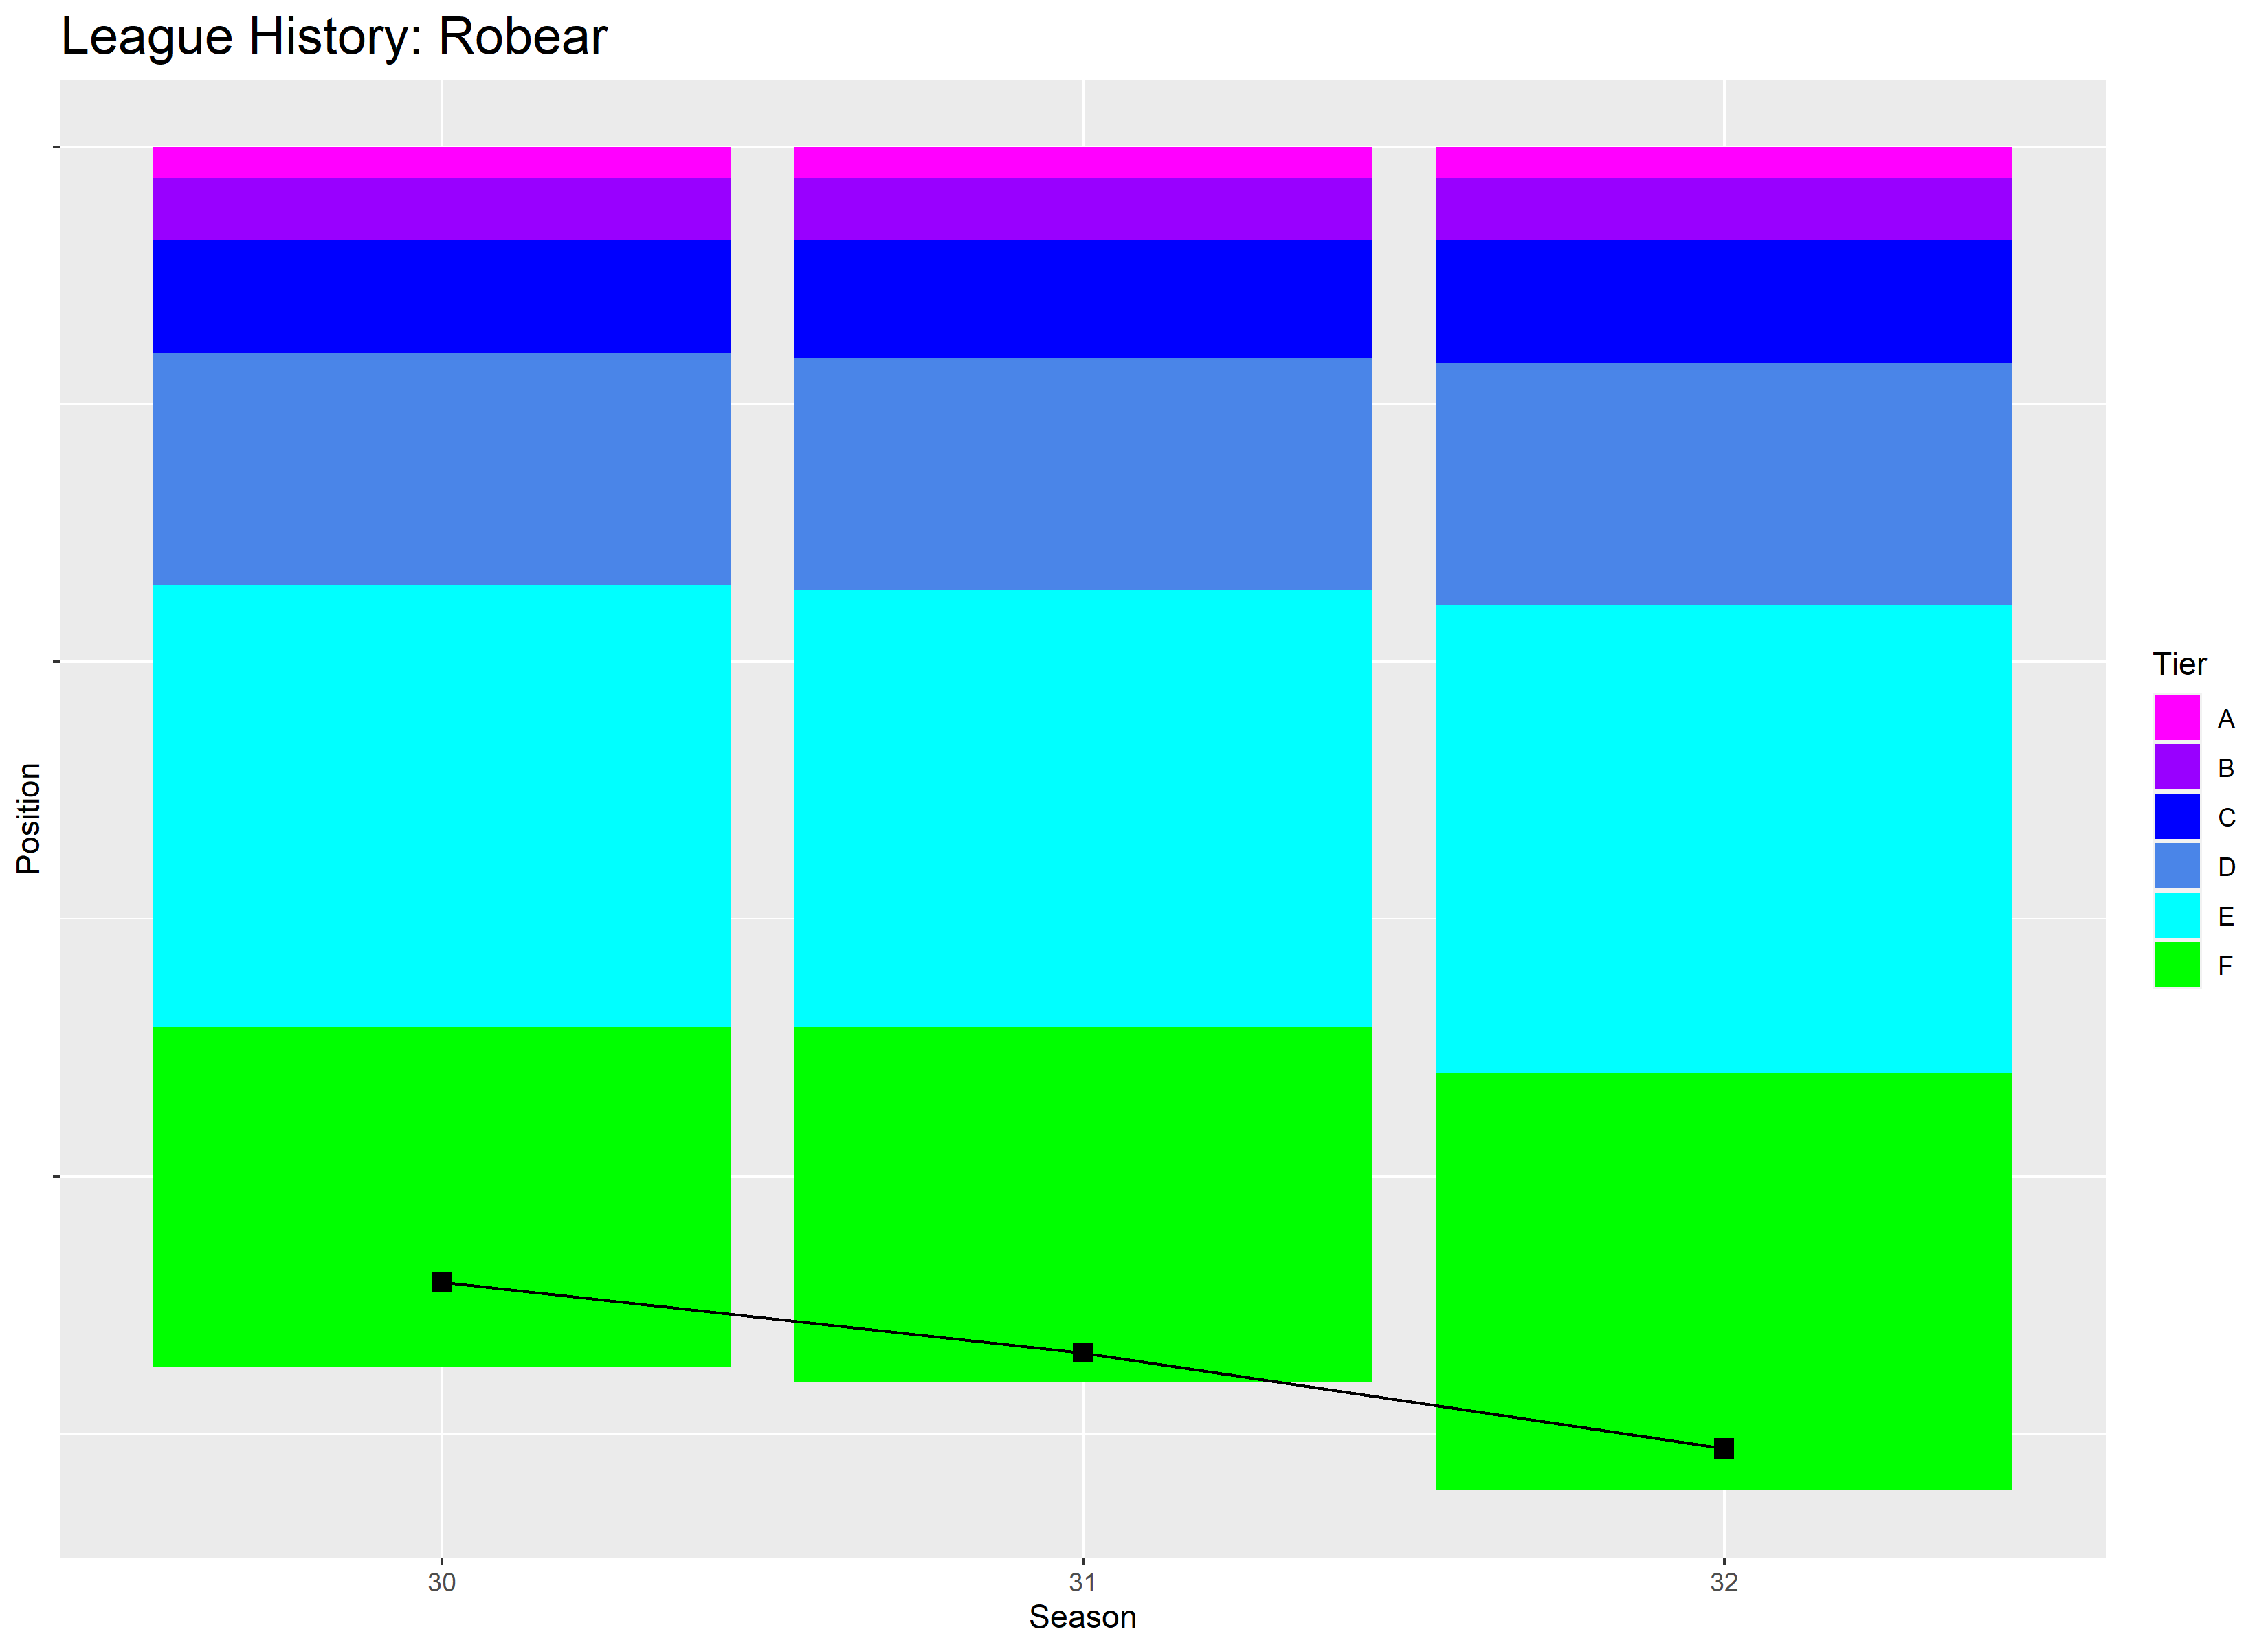 League History: Robear
Position
30
31
32
Season
Tier
A
B
C
D
E
F